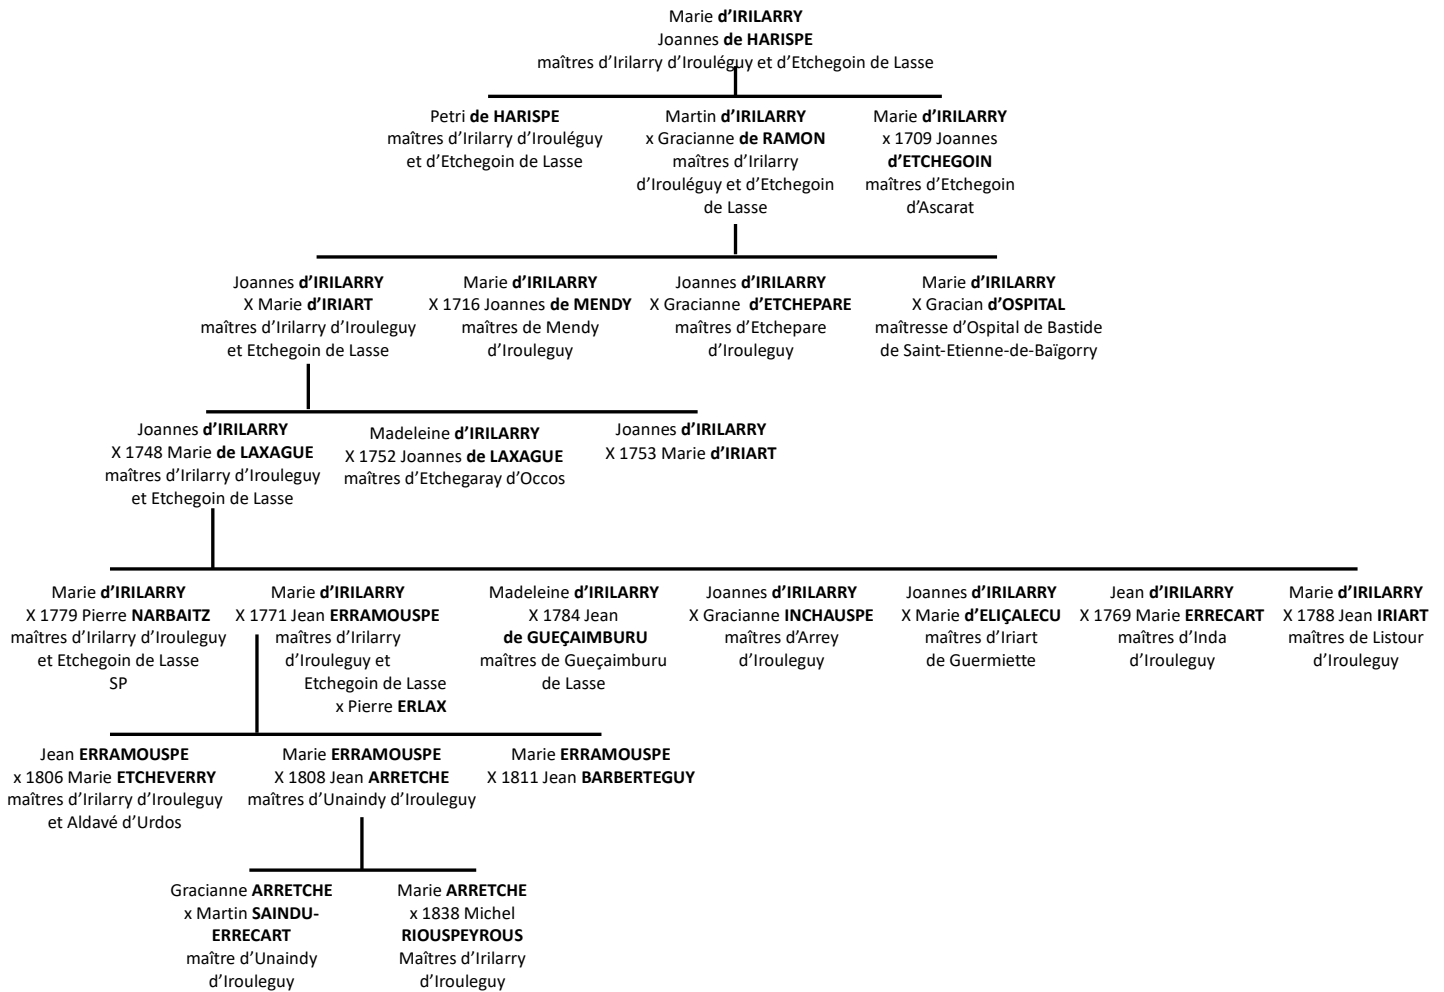 Marie d’IRILARRY
Joannes de HARISPE
maîtres d’Irilarry d’Irouléguy et d’Etchegoin de Lasse
Petri de HARISPE
maîtres d’Irilarry d’Irouléguy
et d’Etchegoin de Lasse
Martin d’IRILARRY
x Gracianne de RAMON
maîtres d’Irilarry
d’Irouléguy et d’Etchegoin
de Lasse
Marie d’IRILARRY
x 1709 Joannes
d’ETCHEGOIN
maîtres d’Etchegoin
d’Ascarat
Joannes d’IRILARRY
X Marie d’IRIART
maîtres d’Irilarry d’Irouleguy
et Etchegoin de Lasse
Marie d’IRILARRY
X 1716 Joannes de MENDY
maîtres de Mendy
d’Irouleguy
Joannes d’IRILARRY
X Gracianne d’ETCHEPARE
maîtres d’Etchepare
d’Irouleguy
Marie d’IRILARRY
X Gracian d’OSPITAL
maîtresse d’Ospital de Bastide
de Saint-Etienne-de-Baïgorry
Joannes d’IRILARRY
X 1748 Marie de LAXAGUE
maîtres d’Irilarry d’Irouleguy
et Etchegoin de Lasse
Madeleine d’IRILARRY
X 1752 Joannes de LAXAGUE
maîtres d’Etchegaray d’Occos
Joannes d’IRILARRY
X 1753 Marie d’IRIART
Marie d’IRILARRY
X 1779 Pierre NARBAITZ
maîtres d’Irilarry d’Irouleguy
et Etchegoin de Lasse
SP
Marie d’IRILARRY
X 1771 Jean ERRAMOUSPE
maîtres d’Irilarry
d’Irouleguy et
Etchegoin de Lasse
x Pierre ERLAX
Madeleine d’IRILARRY
X 1784 Jean
de GUEÇAIMBURU
maîtres de Gueçaimburu
de Lasse
Joannes d’IRILARRY
X Gracianne INCHAUSPE
maîtres d’Arrey
d’Irouleguy
Joannes d’IRILARRY
X Marie d’ELIÇALECU
maîtres d’Iriart
de Guermiette
Jean d’IRILARRY
X 1769 Marie ERRECART
maîtres d’Inda
d’Irouleguy
Marie d’IRILARRY
X 1788 Jean IRIART
maîtres de Listour
d’Irouleguy
Jean ERRAMOUSPE
x 1806 Marie ETCHEVERRY
maîtres d’Irilarry d’Irouleguy
et Aldavé d’Urdos
Marie ERRAMOUSPE
X 1808 Jean ARRETCHE
maîtres d’Unaindy d’Irouleguy
Marie ERRAMOUSPE
X 1811 Jean BARBERTEGUY
Gracianne ARRETCHE
x Martin SAINDU-
ERRECART
maître d’Unaindy
d’Irouleguy
Marie ARRETCHE
x 1838 Michel
RIOUSPEYROUS
Maîtres d’Irilarry
d’Irouleguy